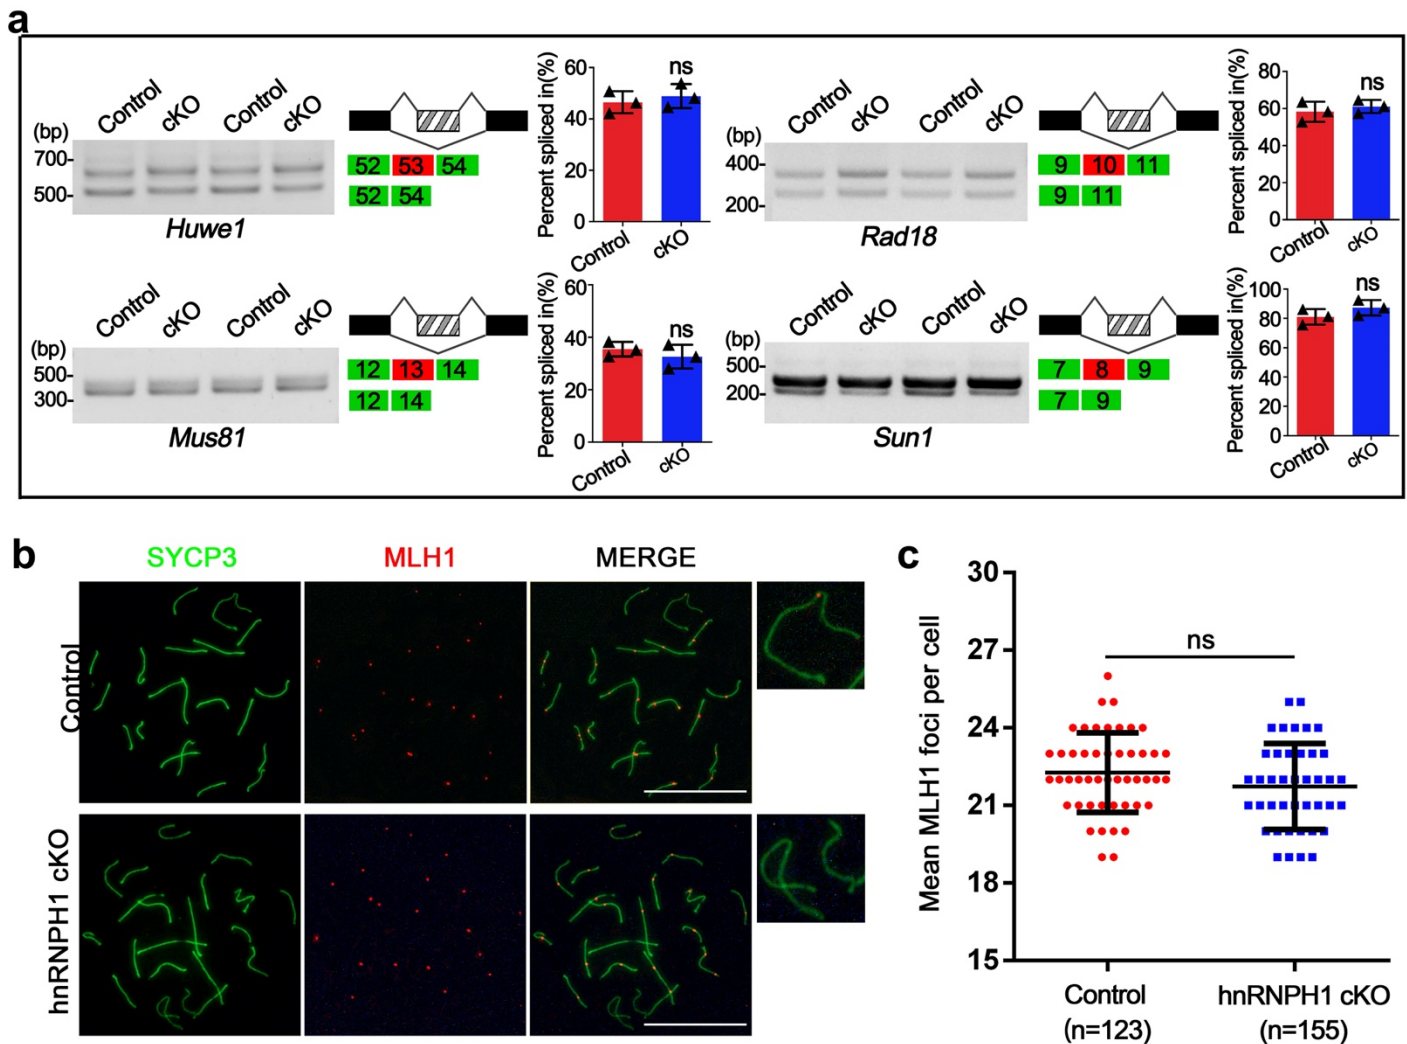 a
Control cKO Control cKO
(bp)
700
500
Huwe1
52 53 54
52 54
Percent spliced in(%)
60
40
20
0
ns
Control cKO
Control cKO Control cKO
(bp)
400
200
Rad18
9 10 11
9 11
Percent spliced in(%)
80
60
40
20
0
ns
Control cKO
Control cKO Control cKO
(bp)
500
300
Mus81
12 13 14
12 14
Percent spliced in(%)
60
40
20
0
ns
Control cKO
Control cKO Control cKO
(bp)
500
200
Sun1
7 8 9
7 9
Percent spliced in(%)
100
80
60
40
20
0
ns
Control cKO
b
SYCP3 MLH1 MERGE
Control
hnRNPH1 cKO
c
Mean MLH1 foci per cell
30
27
24
21
18
15
ns
Control hnRNPH1 cKO
(n=123) (n=155)